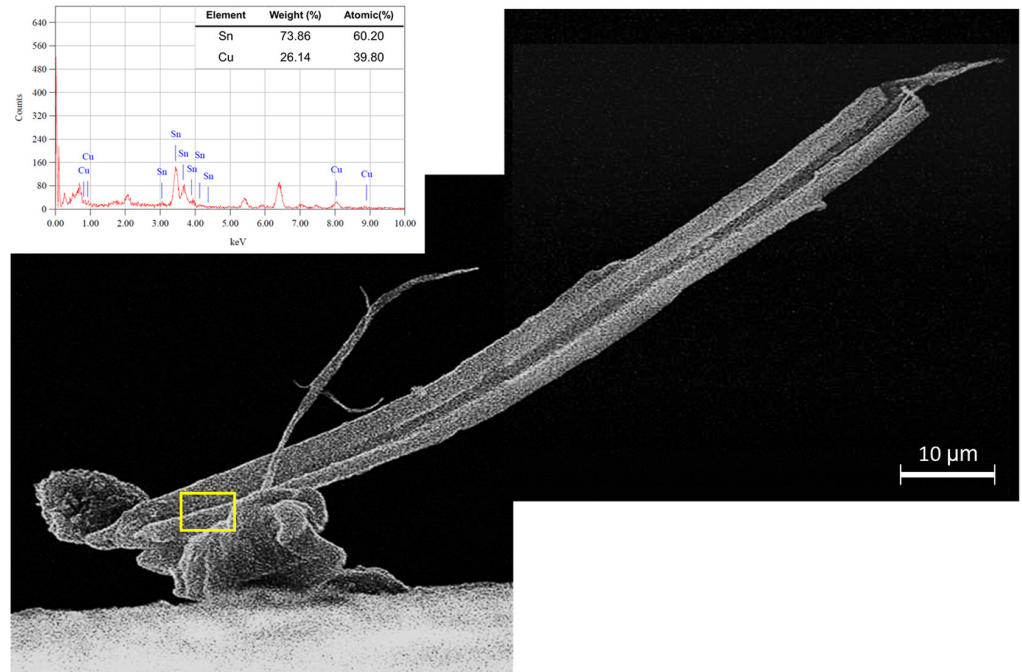 Element Weight (%) Atomic(%)
Sn 73.86 60.20
Cu 26.14 39.80
640
560
480
400
320
240
160
80
0
Counts
Cu
Cu
Sn
Sn
Sn
Sn
Sn
Sn
Cu
Cu
0.00 1.00 2.00 3.00 4.00 5.00 6.00 7.00 8.00 9.00 10.00
keV
10 µm